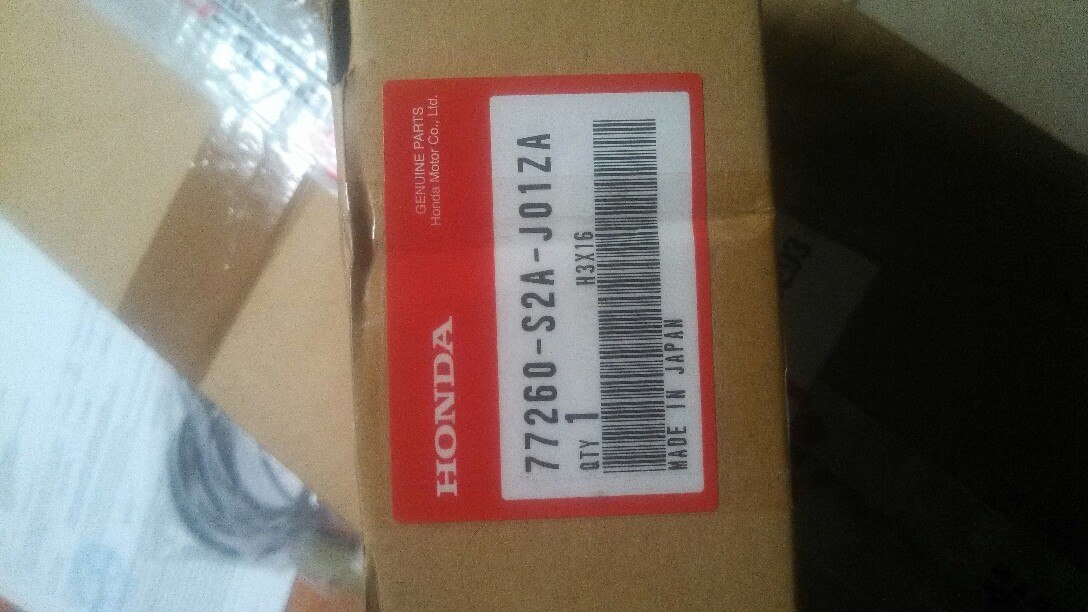 HONDA
GENUINE PARTS
Honda Motor Co., Ltd.
77260-S2A-J01ZA
QTY 1 H3X16
MADE IN JAPAN